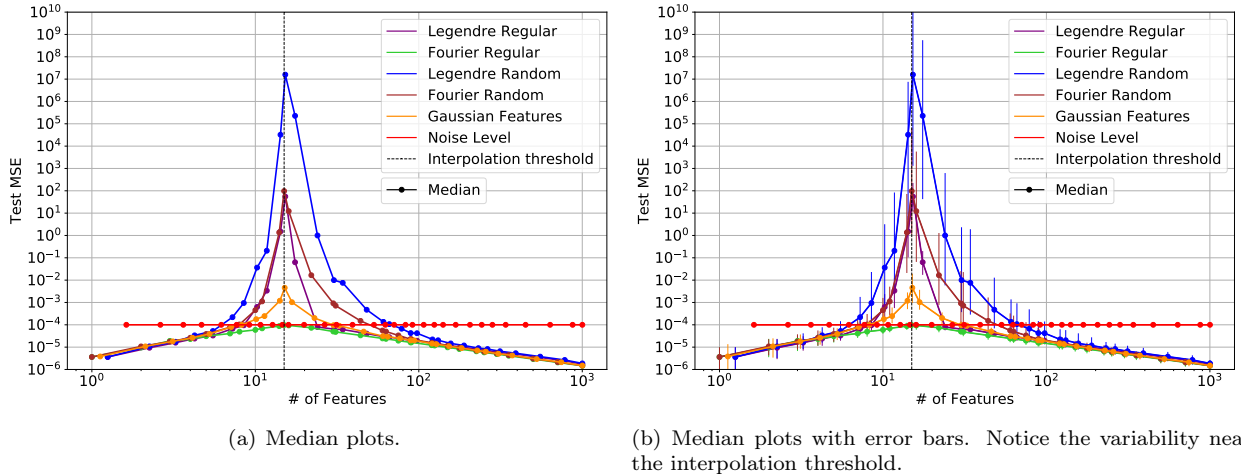 10^10
10^9
10^8
10^7
10^6
10^5
10^4
10^3
10^2
10^1
10^0
10^−1
10^−2
10^−3
10^−4
10^−5
10^−6
Test MSE
Legendre Regular
Fourier Regular
Legendre Random
Fourier Random
Gaussian Features
Noise Level
Interpolation threshold
Median
10^0
10^1
10^2
10^3
# of Features
(a) Median plots.
10^10
10^9
10^8
10^7
10^6
10^5
10^4
10^3
10^2
10^1
10^0
10^−1
10^−2
10^−3
10^−4
10^−5
10^−6
Test MSE
Legendre Regular
Fourier Regular
Legendre Random
Fourier Random
Gaussian Features
Noise Level
Interpolation threshold
Median
10^0
10^1
10^2
10^3
# of Features
(b) Median plots with error bars. Notice the variability nea
the interpolation threshold.